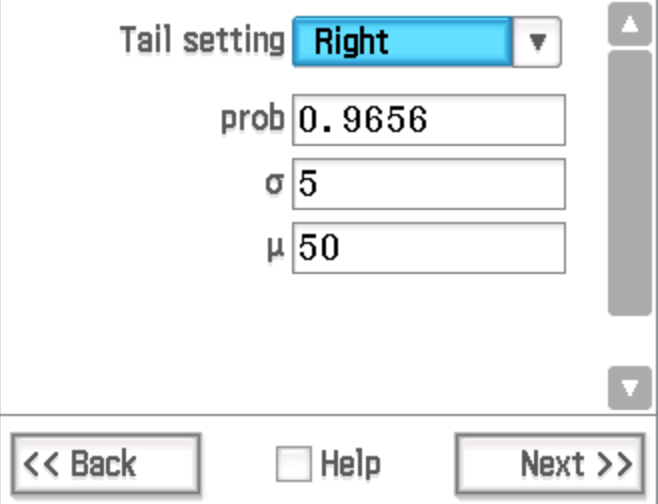 Tail setting Right
prob 0.9656
σ 5
μ 50
<< Back Help Next >>